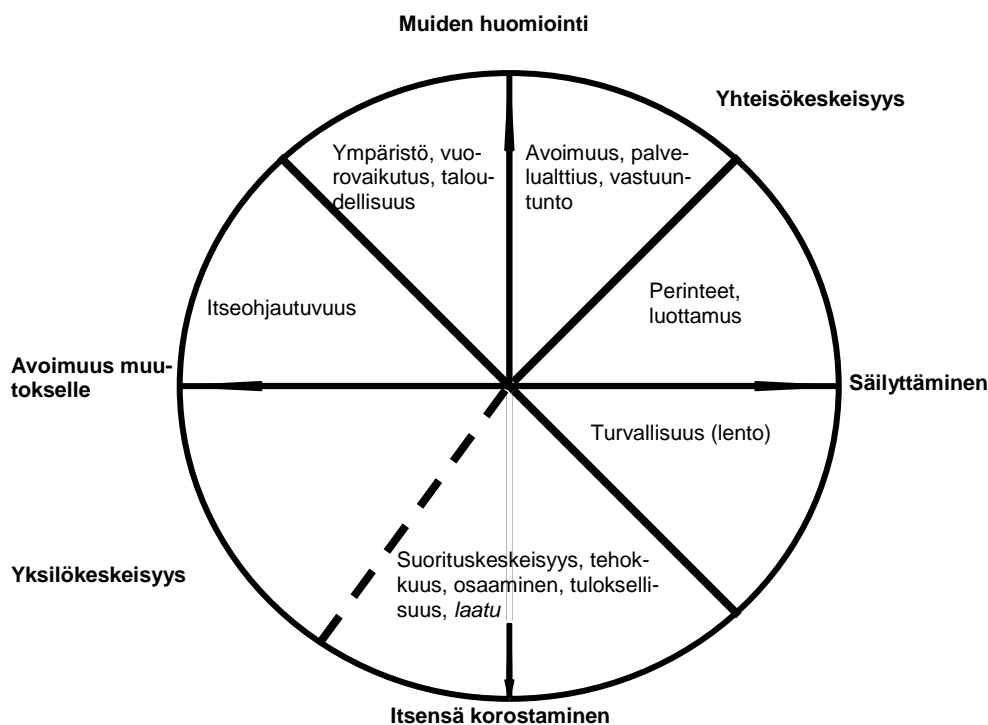 Muiden huomiointi
Yhteisökeskeisyys
Ympäristö, vuo-
rovaikutus, talou-
dellisuus
Avoimuus, palve-
lualttius, vastuun-
tunto
Itseohjautuvuus
Perinteet,
luottamus
Avoimuus muu-
tokselle
Säilyttäminen
Turvallisuus (lento)
Yksilökeskeisyys
Suorituskeskeisyys, tehok-
kuus, osaaminen, tulokselli-
suus, laatu
Itsensä korostaminen